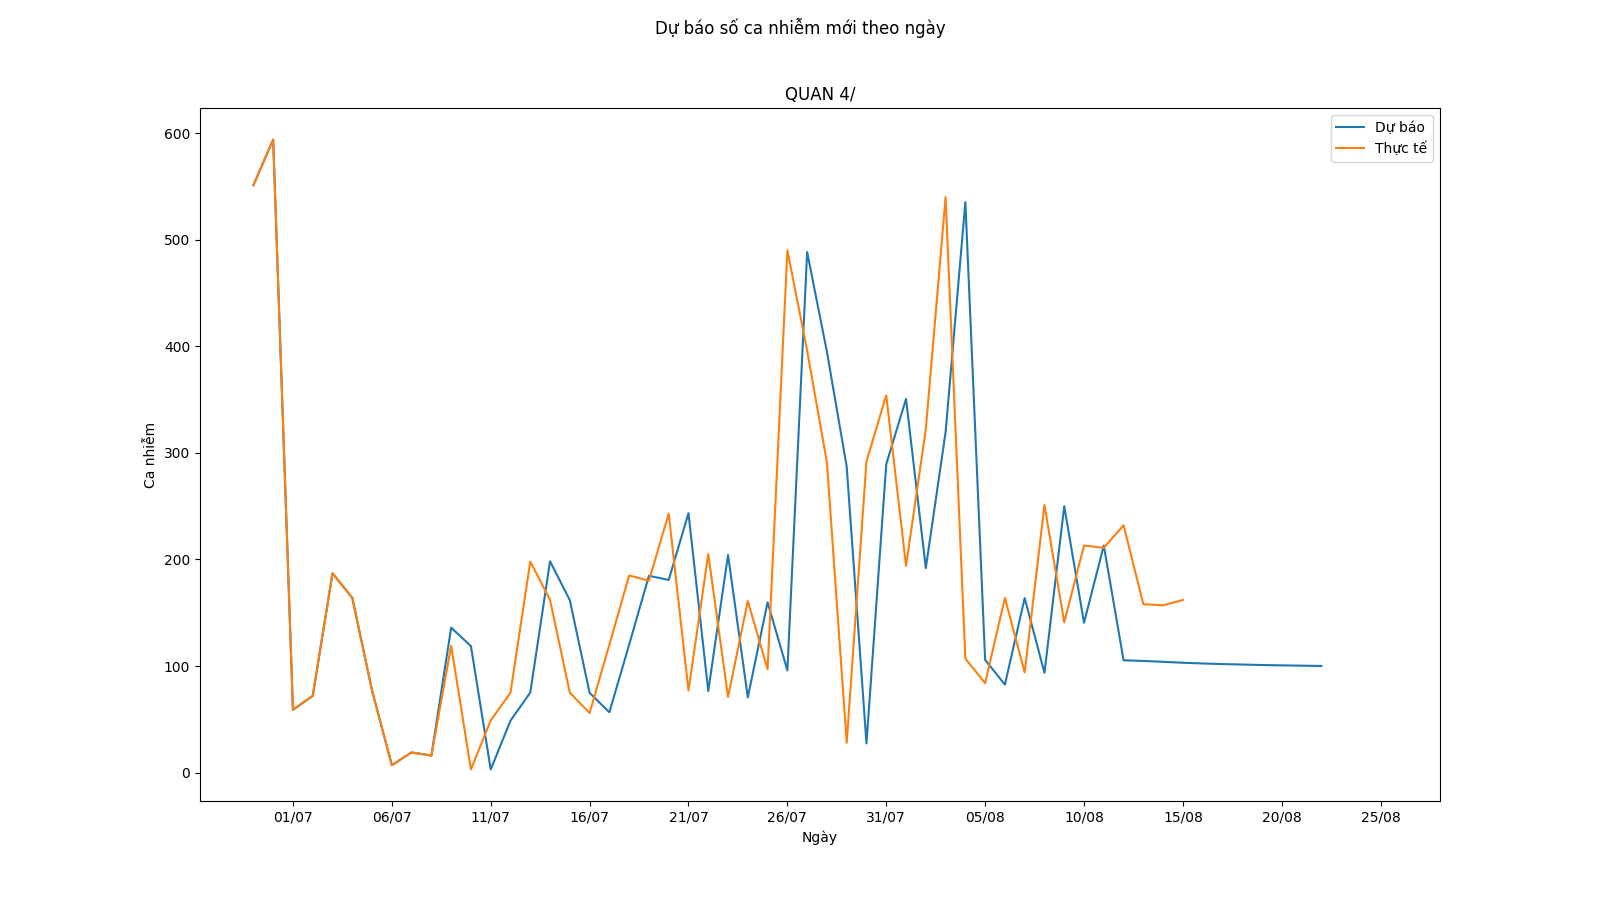 Dự báo số ca nhiễm mới theo ngày
QUAN 4/
Dự báo
Thực tế
600
500
400
300
200
100
0
Ca nhiễm
01/07 06/07 11/07 16/07 21/07 26/07 31/07 05/08 10/08 15/08 20/08 25/08
Ngày